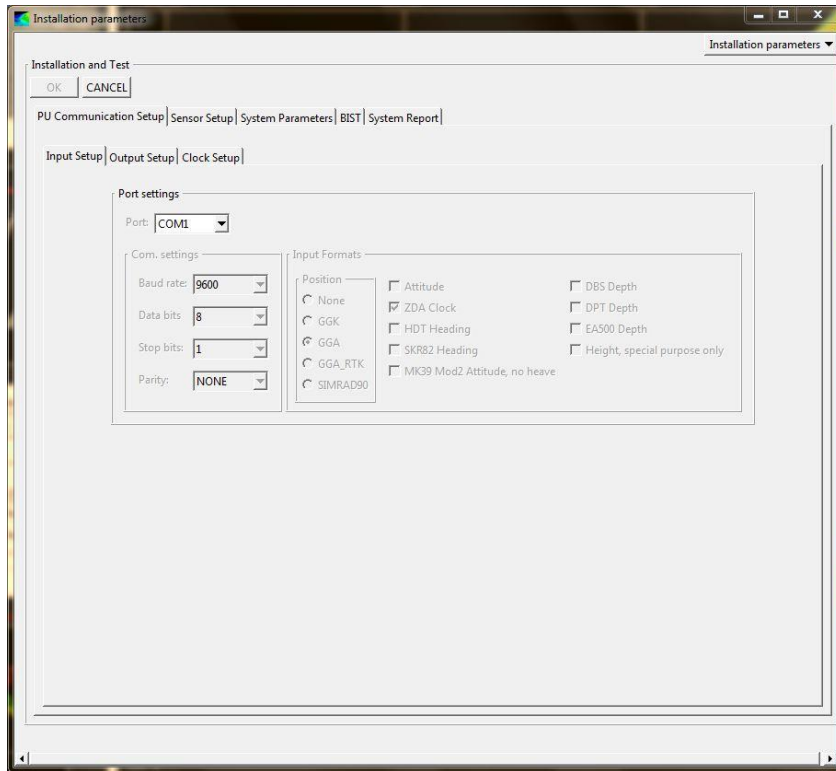 Installation parameters
Installation parameters
Installation and Test
OK CANCEL
PU Communication Setup Sensor Setup System Parameters BIST System Report
Input Setup Output Setup Clock Setup
Port settings
Port: COM1
Com. settings
Baud rate: 9600
Data bits 8
Stop bits: 1
Parity: NONE
Input Formats
Position
None
GGK
GGA
GGA_RTK
SIMRAD90
Attitude
ZDA Clock
HDT Heading
SKR82 Heading
MK39 Mod2 Attitude, no heave
DBS Depth
DPT Depth
EA500 Depth
Height, special purpose only